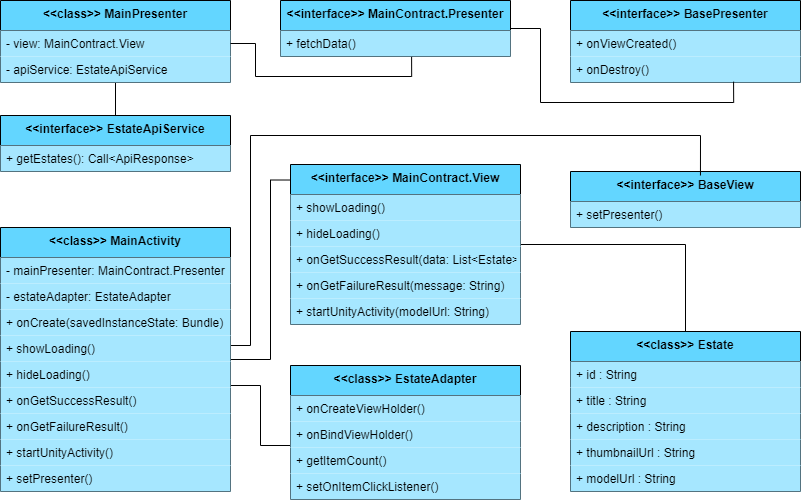 <<class>> MainPresenter
- view: MainContract.View
- apiService: EstateApiService
<<interface>> MainContract.Presenter
+ fetchData()
<<interface>> BasePresenter
+ onViewCreated()
+ onDestroy()
<<interface>> EstateApiService
+ getEstates(): Call<ApiResponse>
<<interface>> MainContract.View
+ showLoading()
+ hideLoading()
+ onGetSuccessResult(data: List<Estate>
+ onGetFailureResult(message: String)
+ startUnityActivity(modelUrl: String)
<<interface>> BaseView
+ setPresenter()
<<class>> MainActivity
- mainPresenter: MainContract.Presenter
- estateAdapter: EstateAdapter
+ onCreate(savedInstanceState: Bundle)
+ showLoading()
+ hideLoading()
+ onGetSuccessResult()
+ onGetFailureResult()
+ startUnityActivity()
+ setPresenter()
<<class>> EstateAdapter
+ onCreateViewHolder()
+ onBindViewHolder()
+ getItemCount()
+ setOnItemClickListener()
<<class>> Estate
+ id : String
+ title : String
+ description : String
+ thumbnailUrl : String
+ modelUrl : String